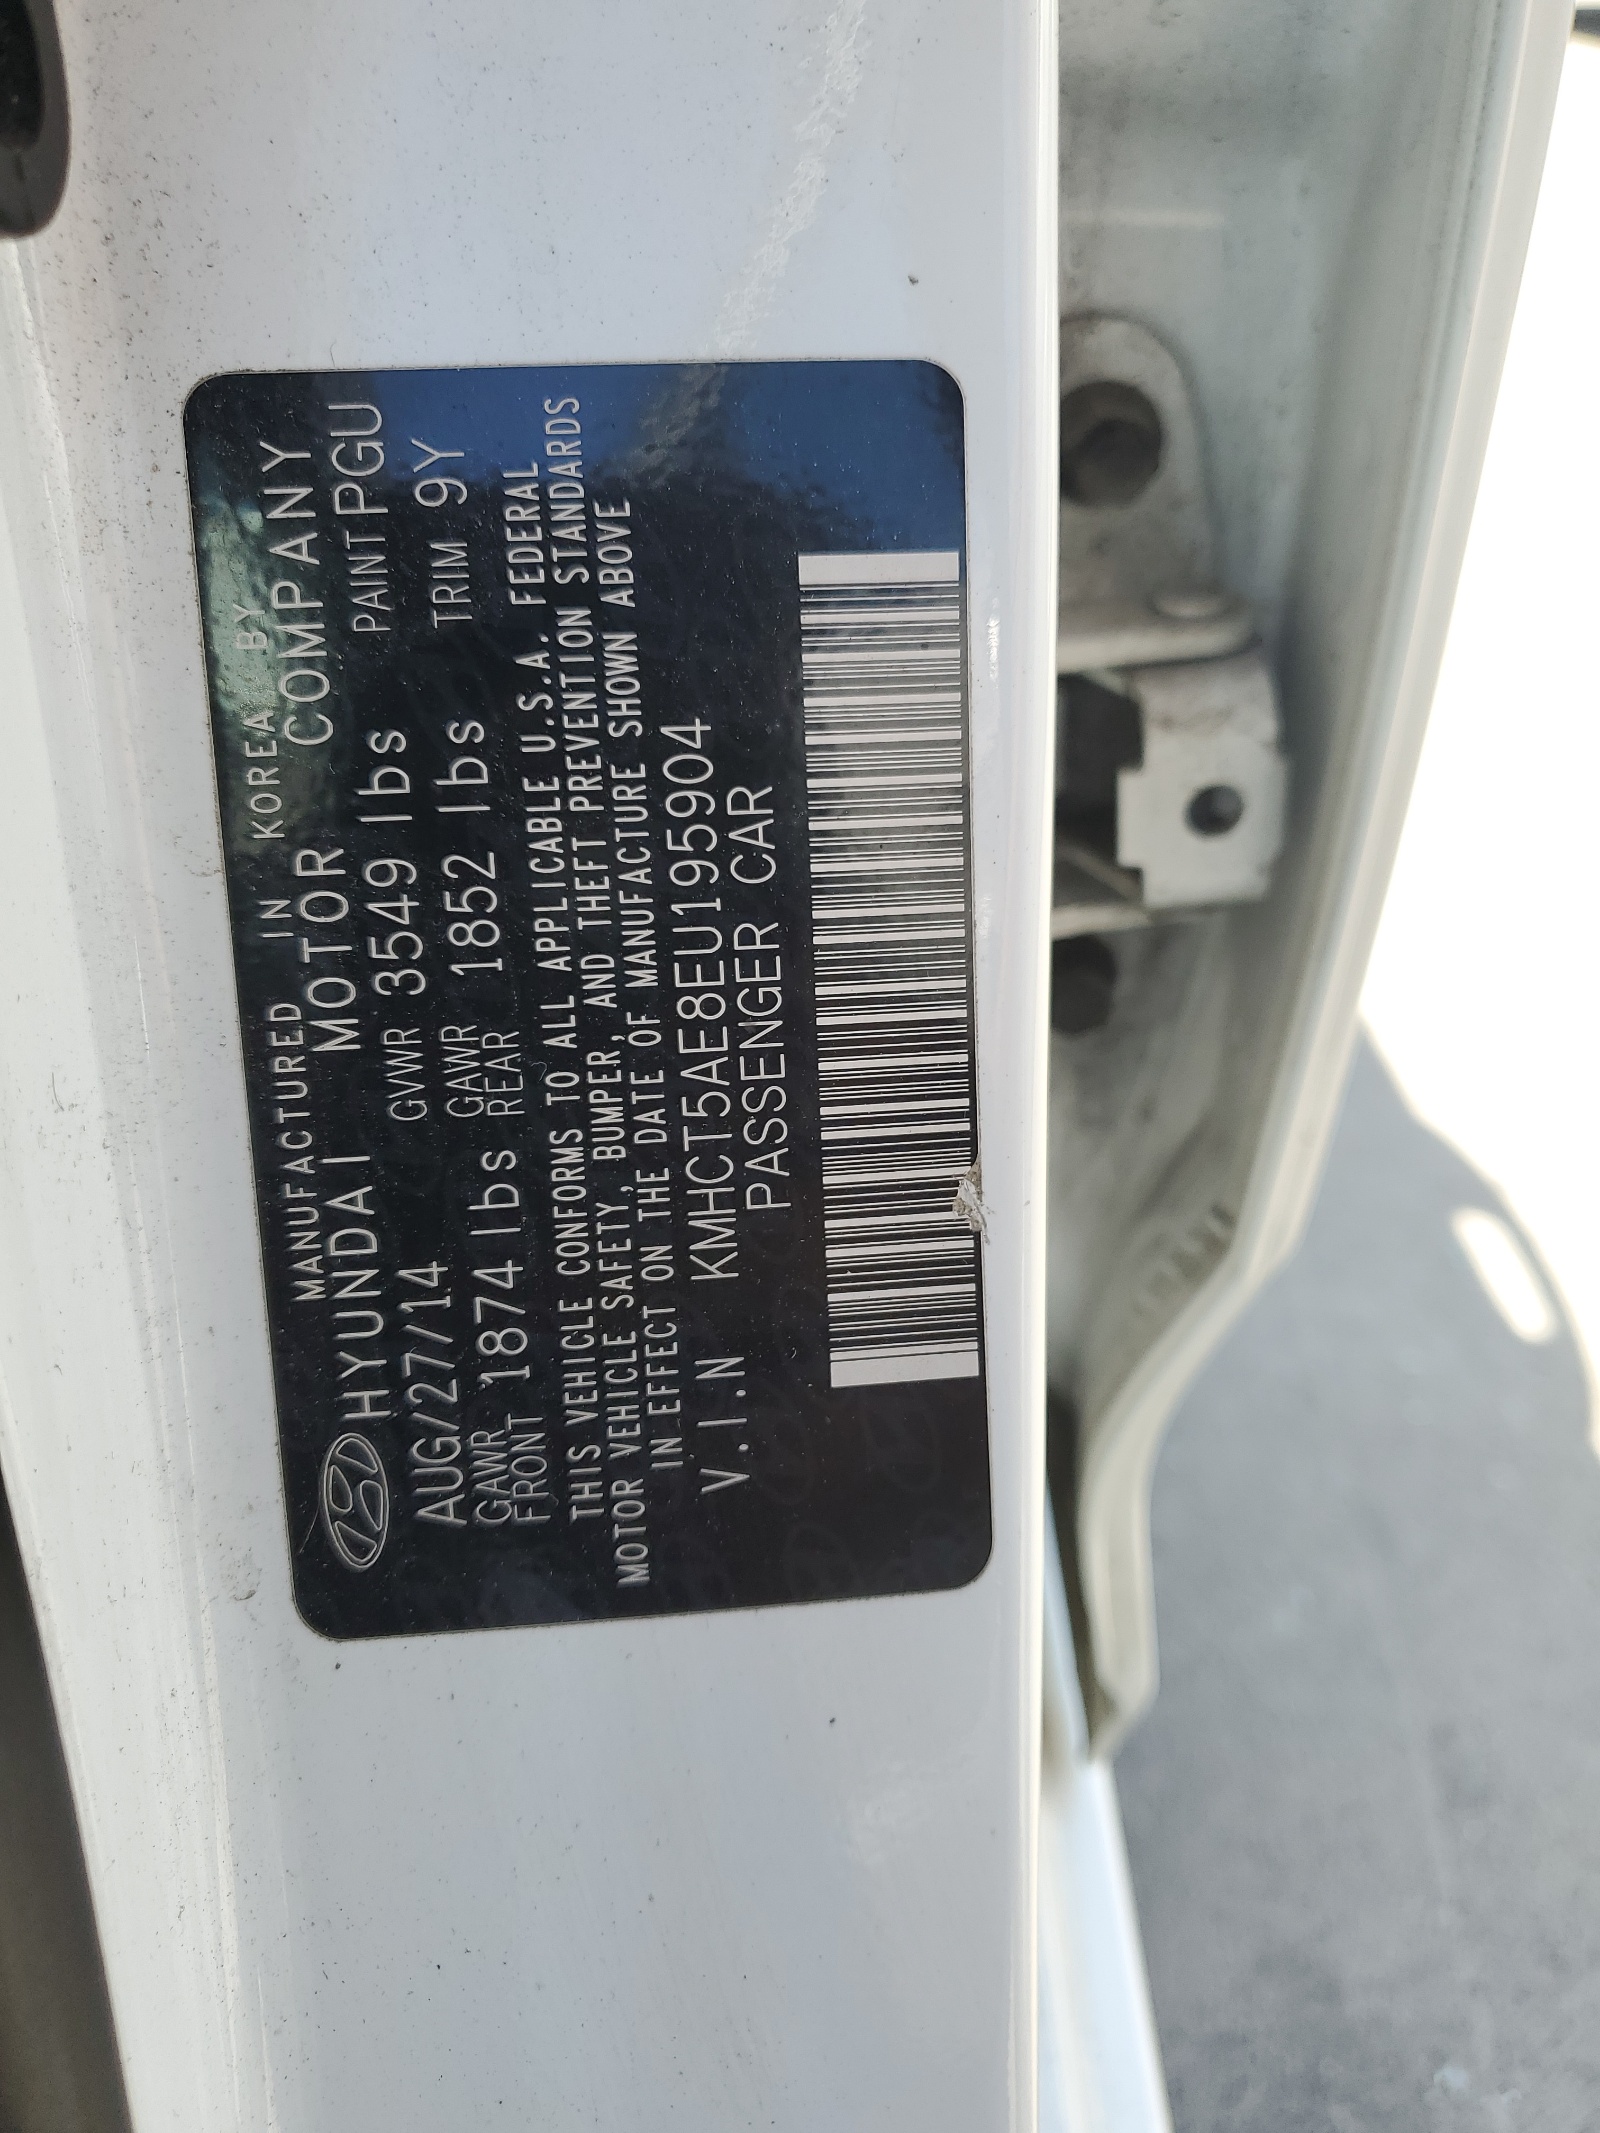 MANUFACTURED IN KOREA BY
HYUNDAI MOTOR COMPANY
AUG/27/14 GVWR 3549 lbs PAINT PGU
GAWR FRONT 1874 lbs GAWR REAR 1852 lbs TRIM 9Y
THIS VEHICLE CONFORMS TO ALL APPLICABLE U.S.A. FEDERAL
MOTOR VEHICLE SAFETY, BUMPER, AND THEFT PREVENTION STANDARDS
IN EFFECT ON THE DATE OF MANUFACTURE SHOWN ABOVE
V.I.N KMHCT5AE8EU195904
PASSENGER CAR